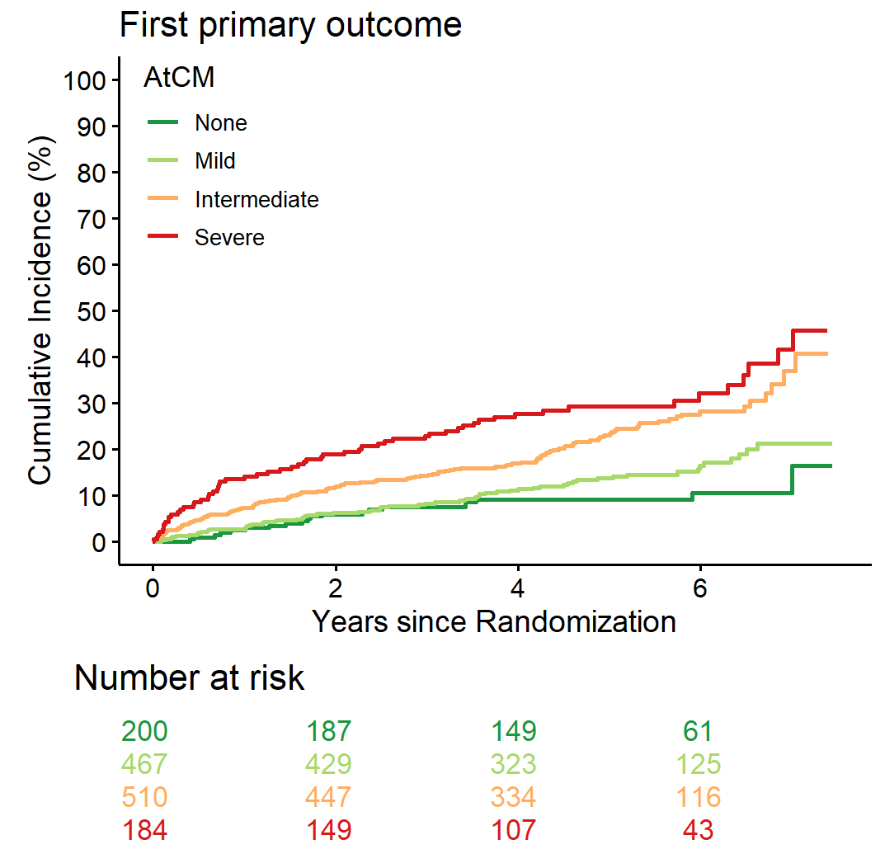 First primary outcome
AtCM
None
Mild
Intermediate
Severe
Cumulative Incidence (%)
100
90
80
70
60
50
40
30
20
10
0
0 2 4 6
Years since Randomization
Number at risk
200 187 149 61
467 429 323 125
510 447 334 116
184 149 107 43